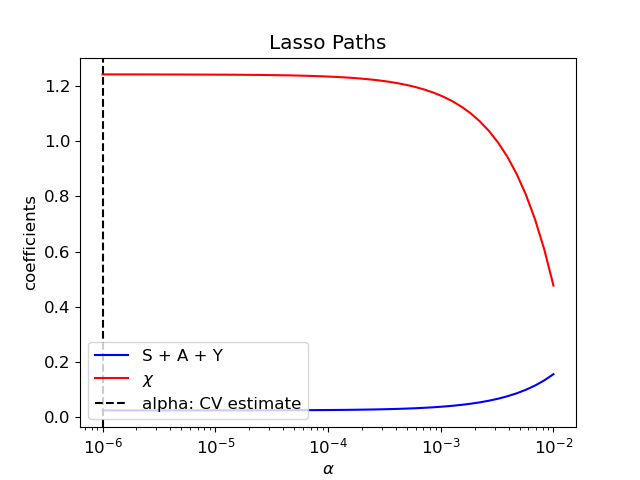 Lasso Paths
coefficients
1.2
1.0
0.8
0.6
0.4
0.2
0.0
S + A + Y
χ
alpha: CV estimate
10⁻⁶ 10⁻⁵ 10⁻⁴ 10⁻³ 10⁻²
α